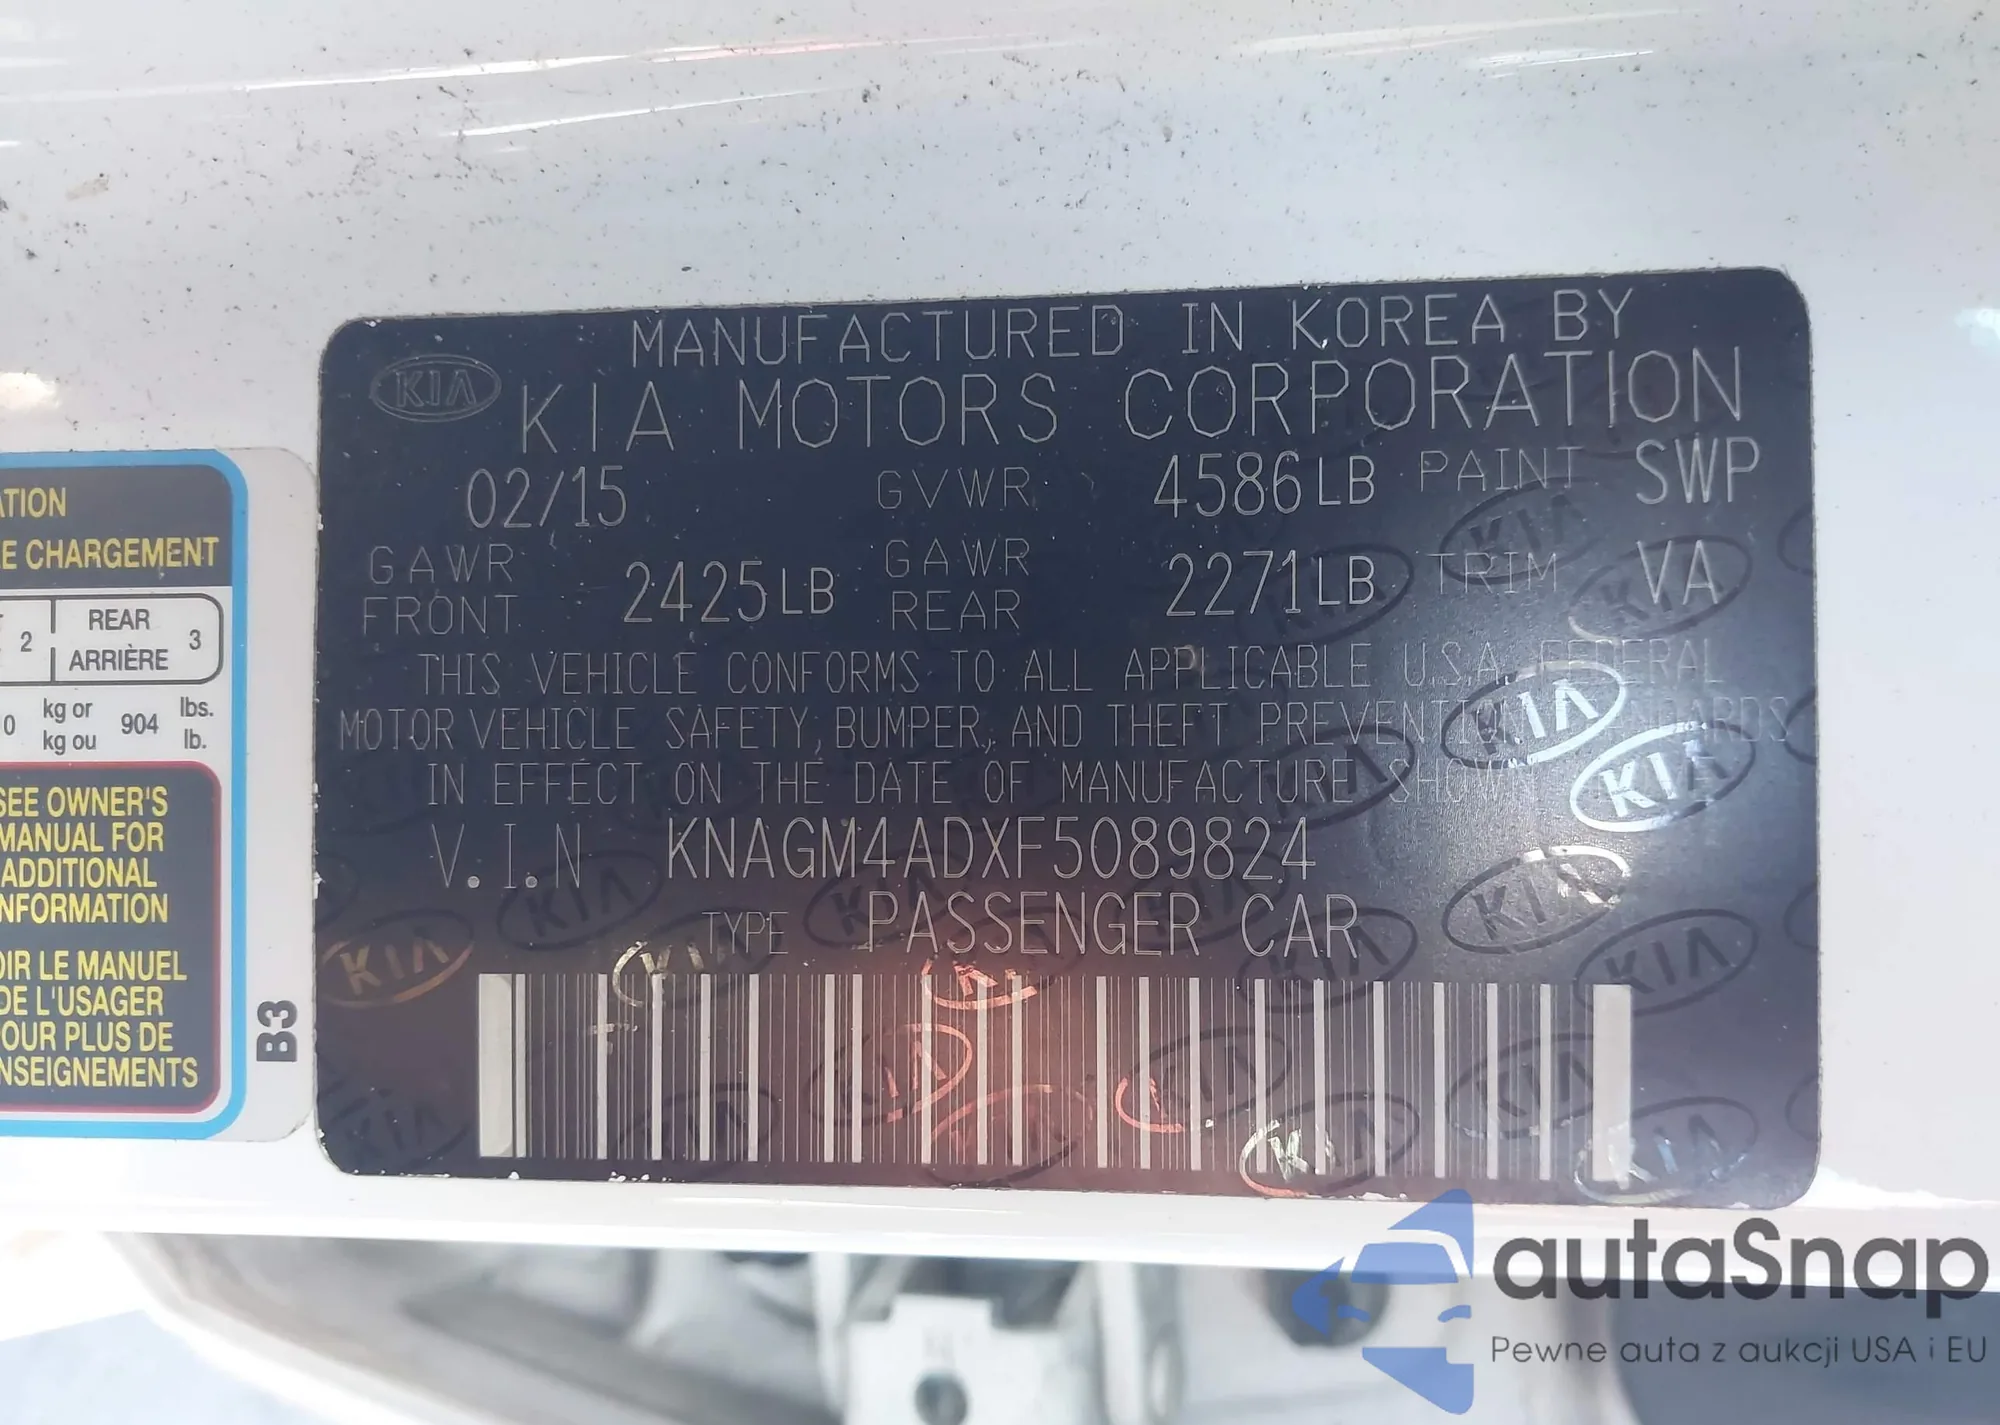 MANUFACTURED IN KOREA BY
KIA
KIA MOTORS CORPORATION
02/15 GVWR 4586LB PAINT SWP
GAWR FRONT 2425LB GAWR REAR 2271LB TRIM VA
THIS VEHICLE CONFORMS TO ALL APPLICABLE U.S.A. FEDERAL
MOTOR VEHICLE SAFETY, BUMPER, AND THEFT PREVENTION STANDARDS
IN EFFECT ON THE DATE OF MANUFACTURE SHOWN
V.I.N KNAGM4ADXF5089824
TYPE PASSENGER CAR
ATION
E CHARGEMENT
2 REAR 3
ARRIÈRE
0 kg or 904 lbs.
kg ou lb.
SEE OWNER'S
MANUAL FOR
ADDITIONAL
NFORMATION
OIR LE MANUEL
DE L'USAGER
OUR PLUS DE
NSEIGNEMENTS
B3
autaSnap
Pewne auta z aukcji USA i EU